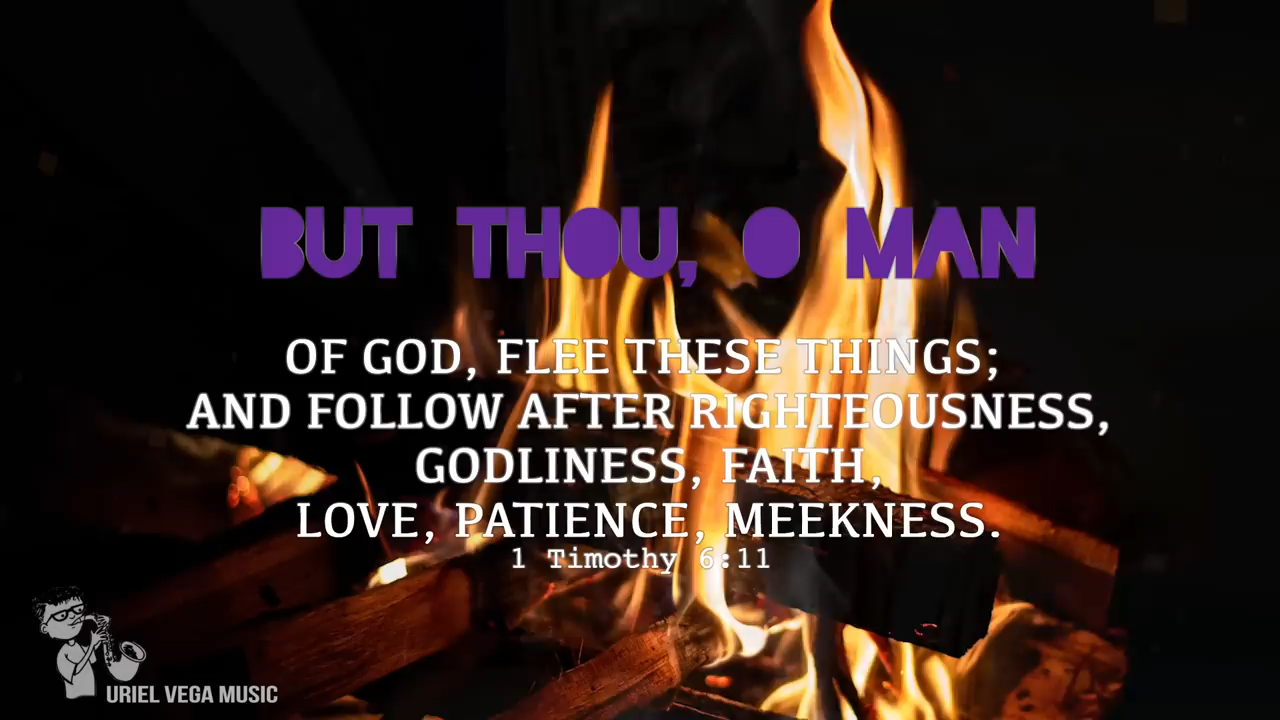 BUT THOU, O MAN
OF GOD, FLEE THESE THINGS;
AND FOLLOW AFTER RIGHTEOUSNESS,
GODLINESS, FAITH,
LOVE, PATIENCE, MEEKNESS.
1 Timothy 6:11
URIEL VEGA MUSIC